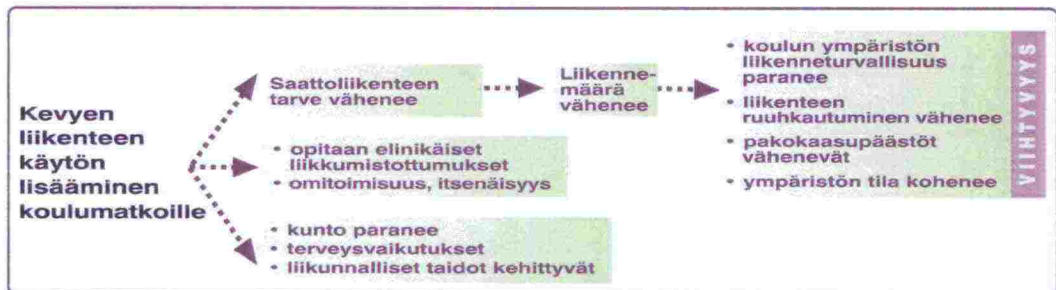 Kevyen
liikenteen
käytön
lisääminen
koulumatkoille
Saattoliikenteen
tarve vähenee
Liikenne-
määrä
vähenee
• koulun ympäristön
liikenneturvallisuus
paranee
• liikenteen
ruuhkautuminen vähenee
• pakokaasupäästöt
vähenevät
• ympäristön tila kohenee
VIIHTYVYYS
• opitaan elinikäiset
liikkumistottumukset
• omitoimisuus, itsenäisyys
• kunto paranee
• terveysvaikutukset
• liikunnalliset taidot kehittyvät